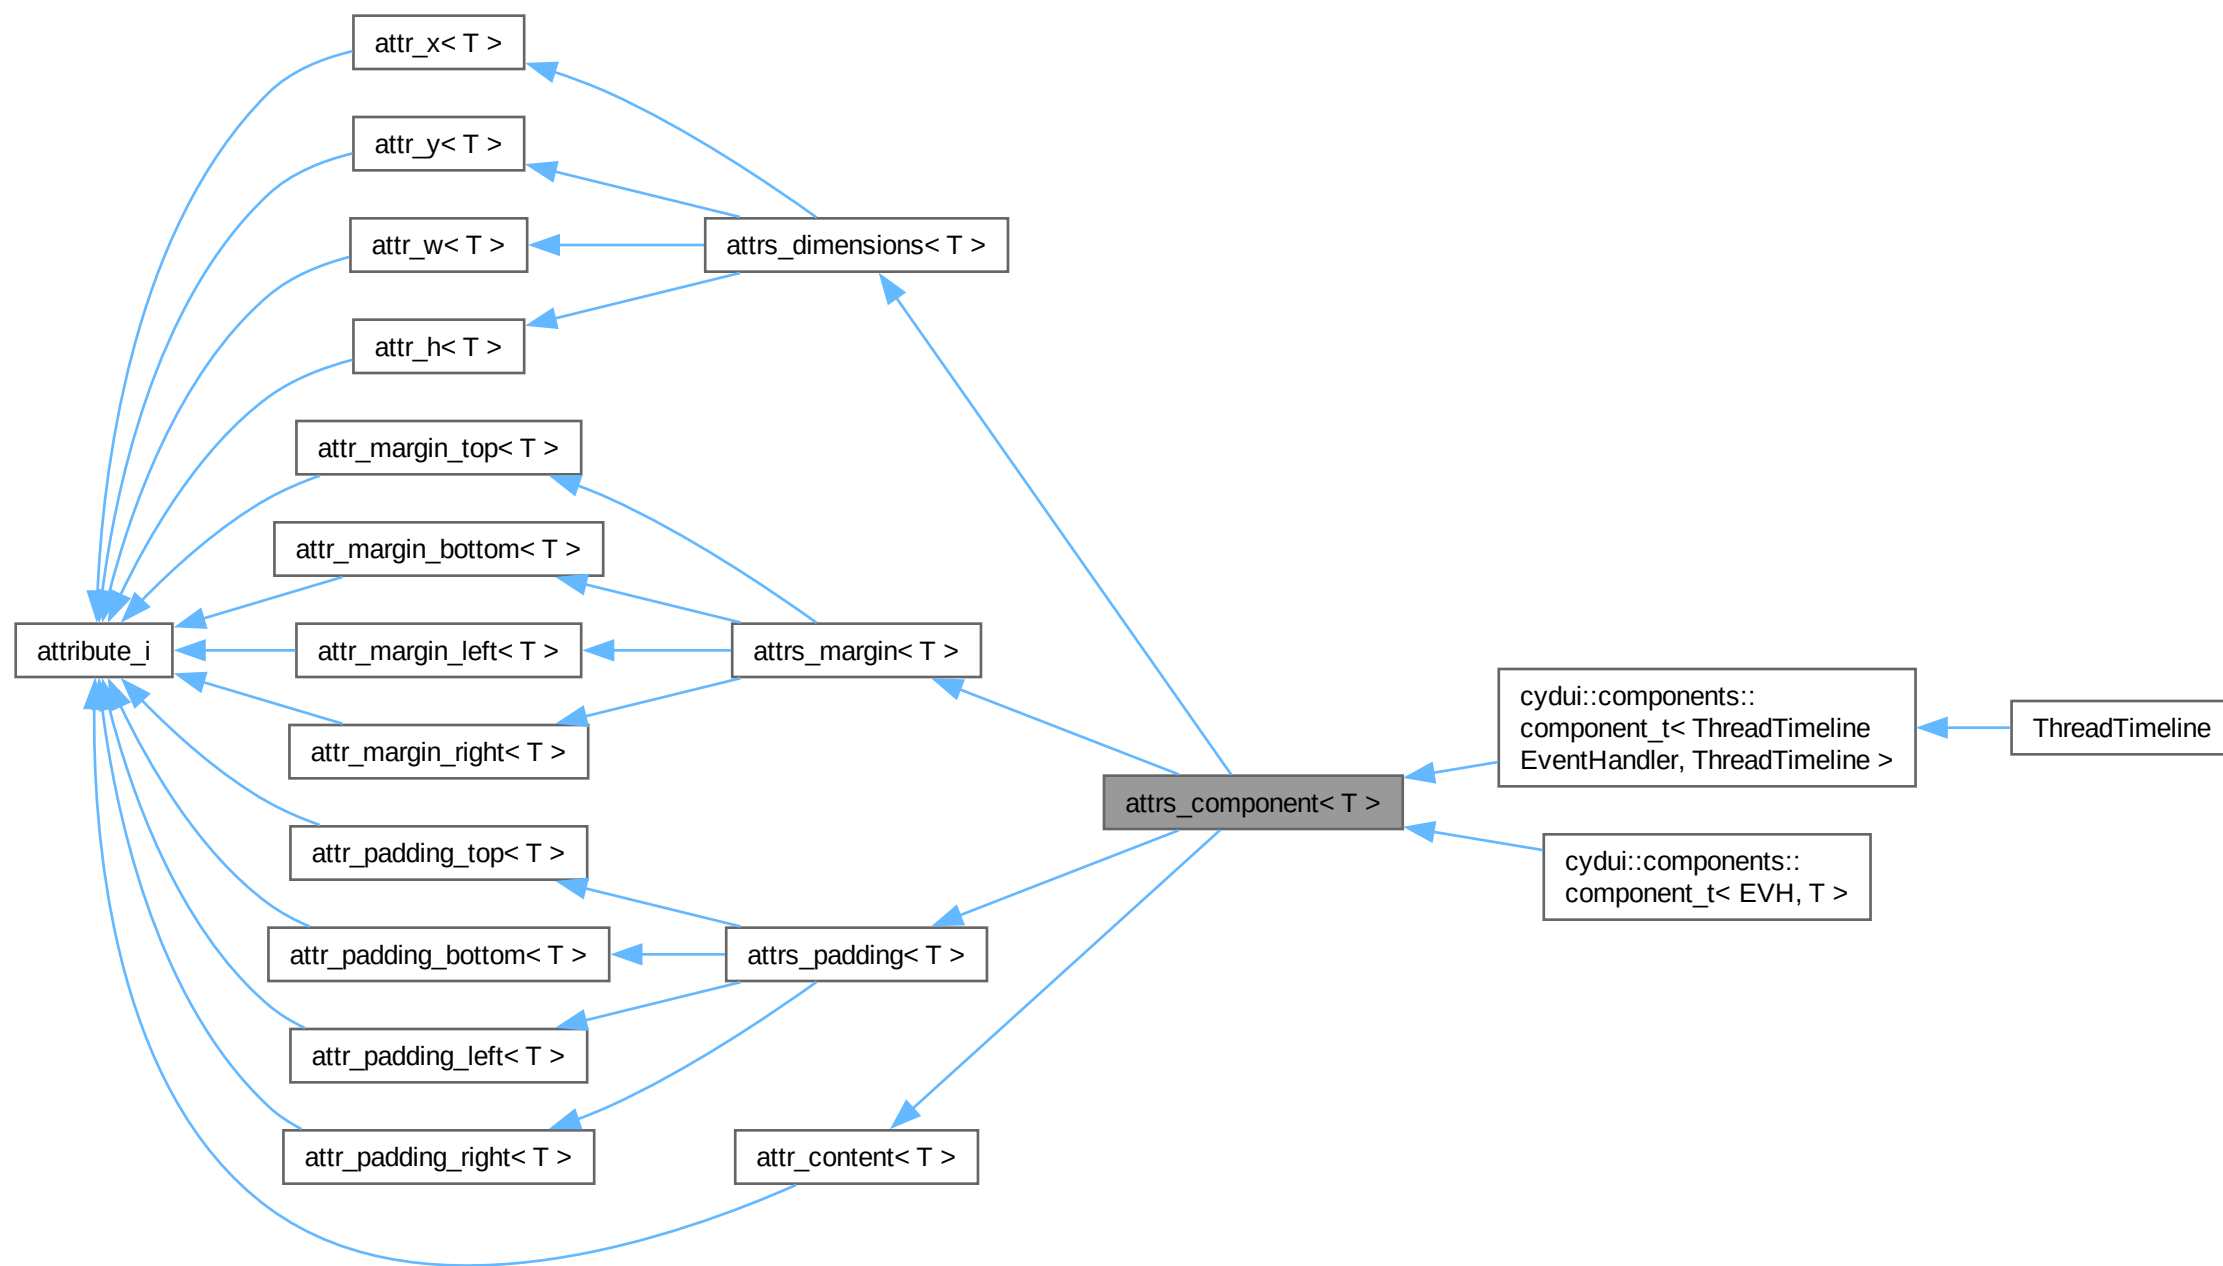 attr_x< T >
attr_y< T >
attr_w< T >
attrs_dimensions< T >
attr_h< T >
attr_margin_top< T >
attr_margin_bottom< T >
attribute_i
attr_margin_left< T >
attrs_margin< T >
attr_margin_right< T >
cydui::components::
component_t< ThreadTimeline
EventHandler, ThreadTimeline >
ThreadTimeline
attrs_component< T >
attr_padding_top< T >
cydui::components::
component_t< EVH, T >
attr_padding_bottom< T >
attrs_padding< T >
attr_padding_left< T >
attr_padding_right< T >
attr_content< T >